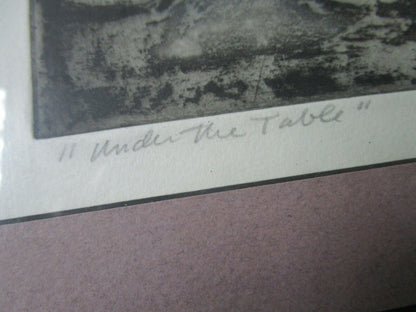 "Under the Table"